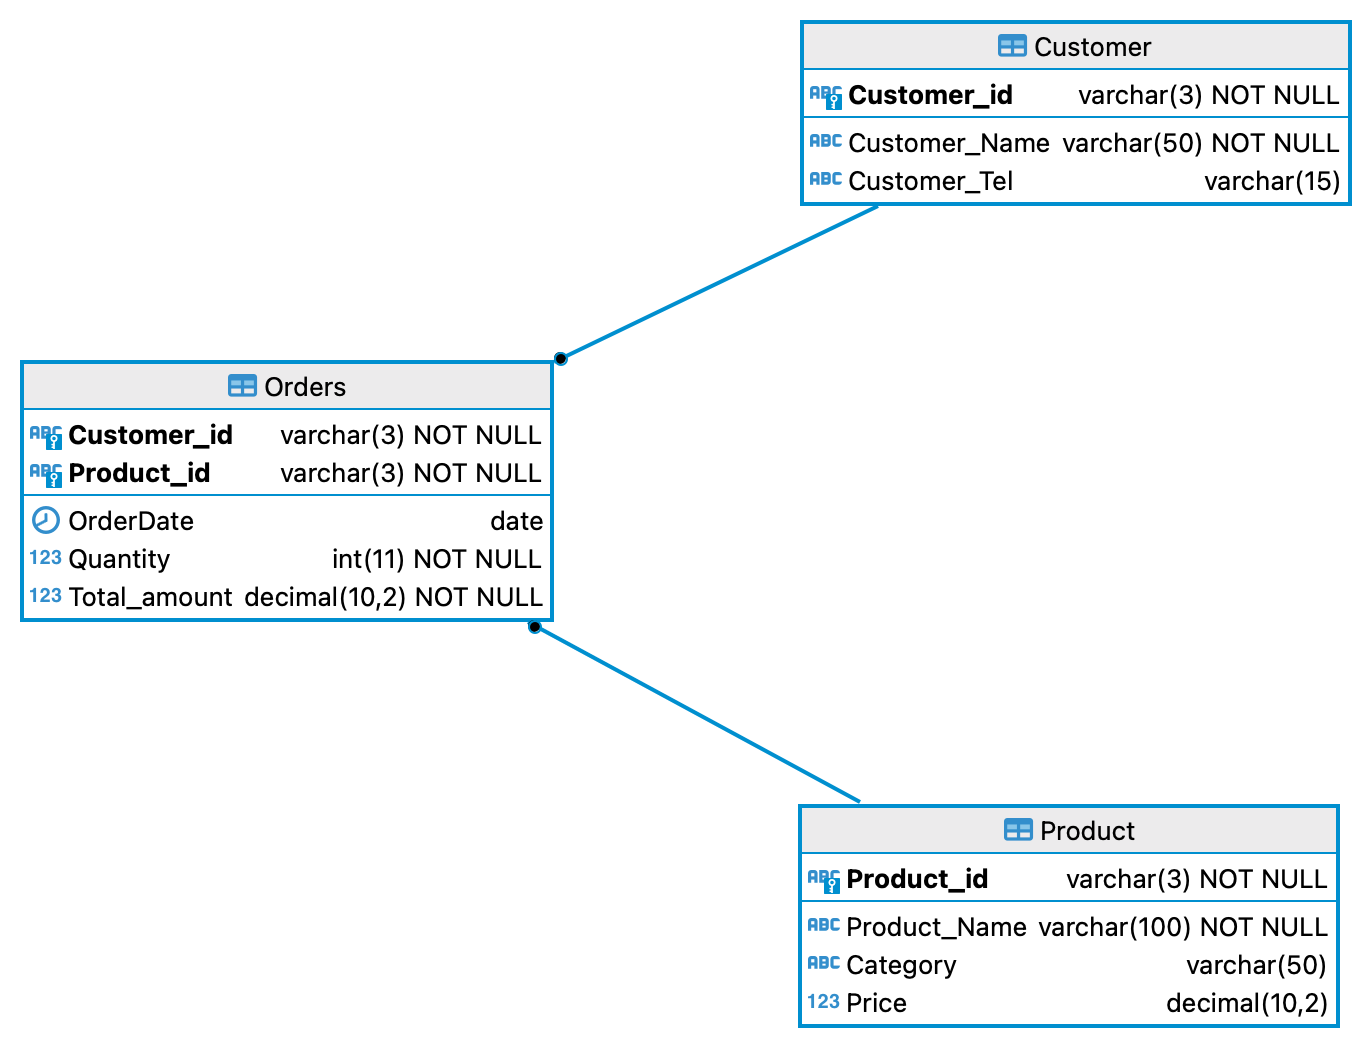 Customer
ABC Customer_id varchar(3) NOT NULL
ABC Customer_Name varchar(50) NOT NULL
ABC Customer_Tel varchar(15)
Orders
ABC Customer_id varchar(3) NOT NULL
ABC Product_id varchar(3) NOT NULL
OrderDate date
123 Quantity int(11) NOT NULL
123 Total_amount decimal(10,2) NOT NULL
Product
ABC Product_id varchar(3) NOT NULL
ABC Product_Name varchar(100) NOT NULL
ABC Category varchar(50)
123 Price decimal(10,2)